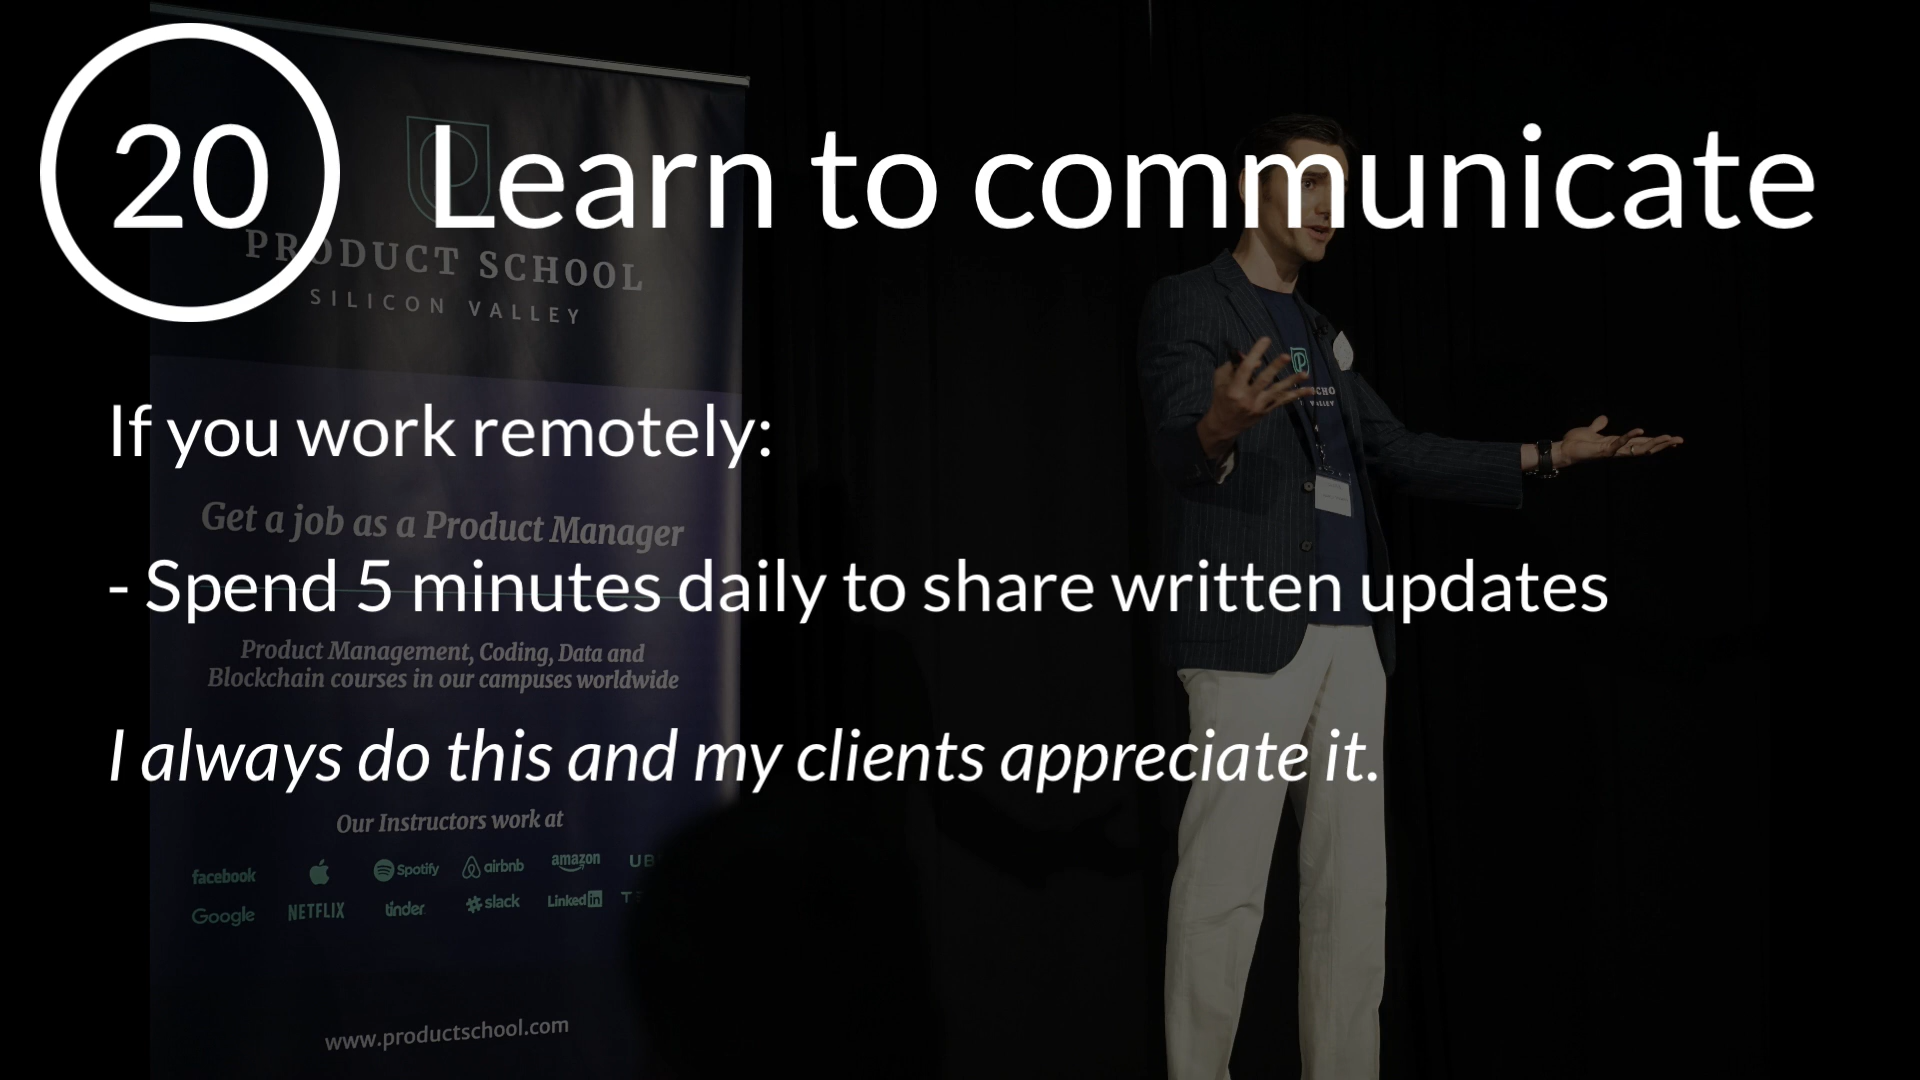 20 Learn to communicate
PRODUCT SCHOOL
SILICON VALLEY
If you work remotely:
Get a job as a Product Manager
- Spend 5 minutes daily to share written updates
Product Management, Coding, Data and
Blockchain courses in our campuses worldwide
I always do this and my clients appreciate it.
Our Instructors work at
facebook Spotify airbnb amazon
Google NETFLIX tinder slack Linked in
www.productschool.com